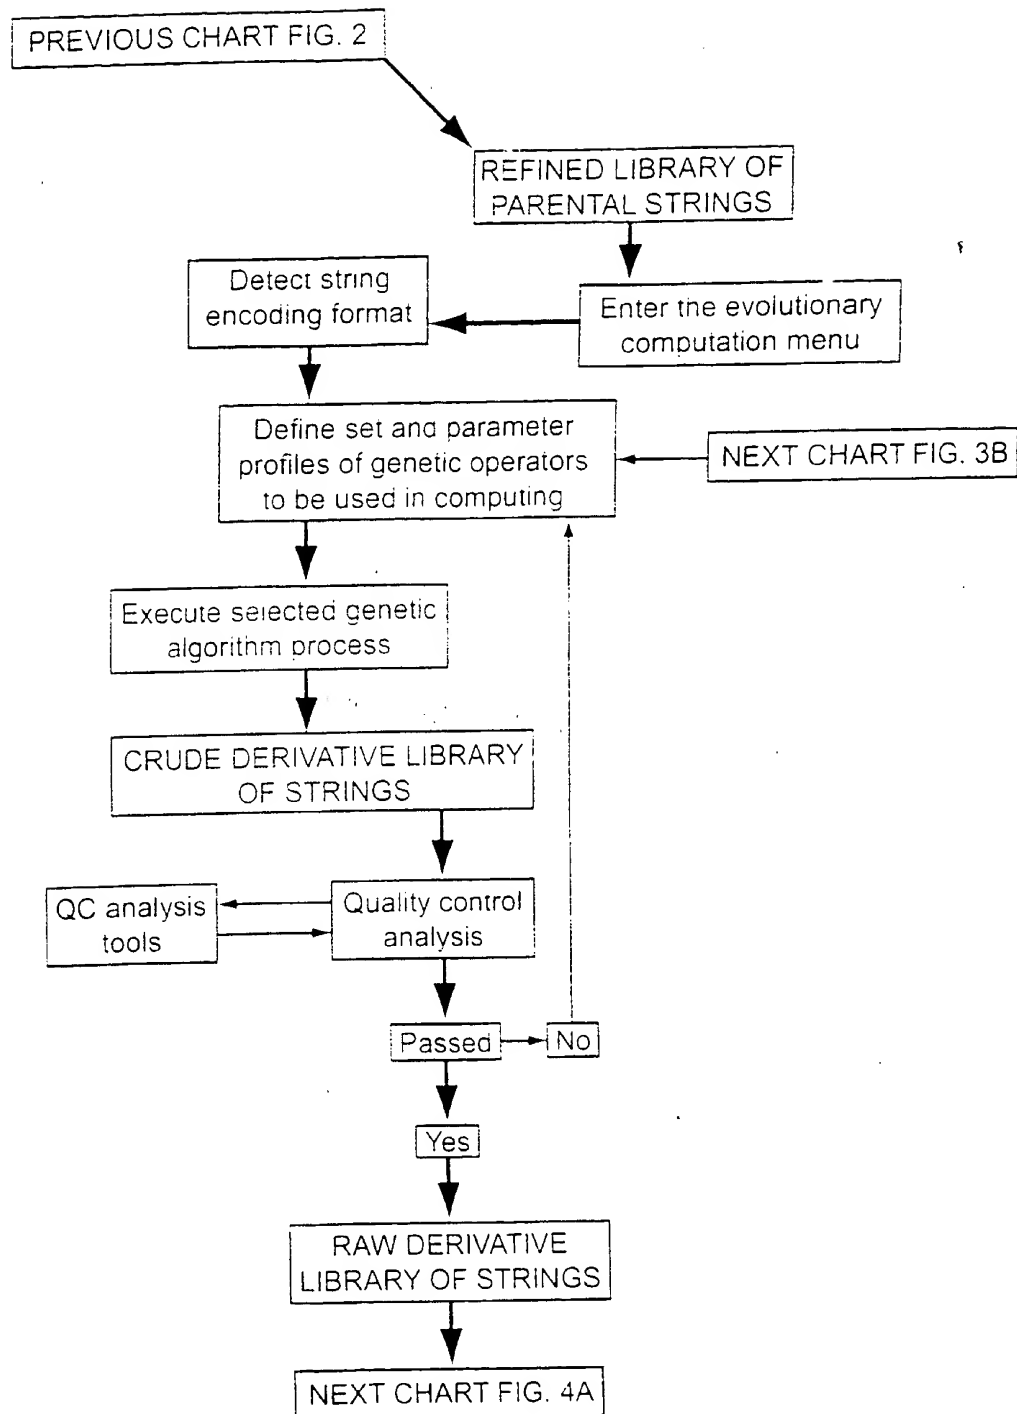 PREVIOUS CHART FIG. 2
REFINED LIBRARY OF
PARENTAL STRINGS
Enter the evolutionary
computation menu
Detect string
encoding format
Define set and parameter
profiles of genetic operators
to be used in computing
NEXT CHART FIG. 3B
Execute selected genetic
algorithm process
CRUDE DERIVATIVE LIBRARY
OF STRINGS
Quality control
analysis
QC analysis
tools
Passed
No
Yes
RAW DERIVATIVE
LIBRARY OF STRINGS
NEXT CHART FIG. 4A